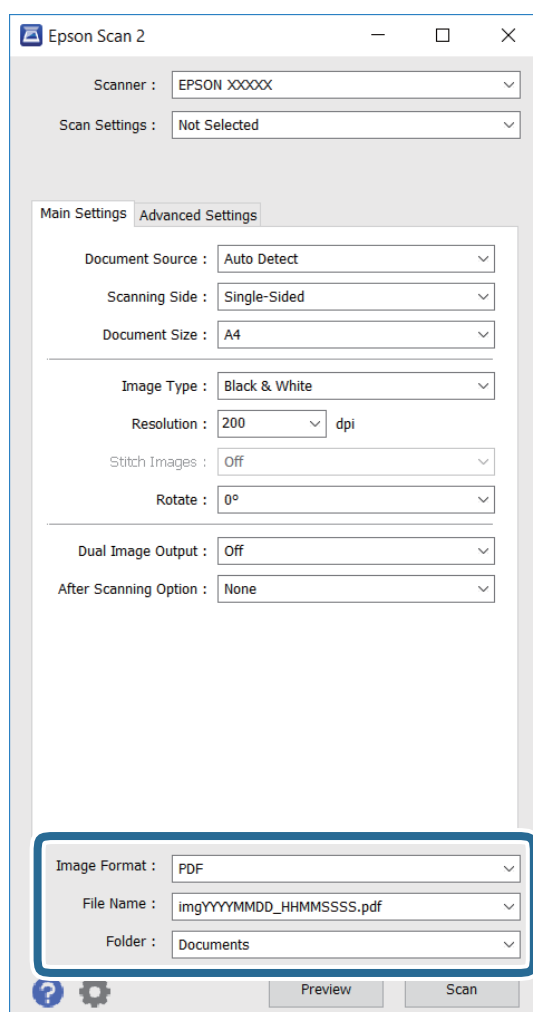 Epson Scan 2
Scanner : EPSON XXXXX
Scan Settings : Not Selected
Main Settings Advanced Settings
Document Source : Auto Detect
Scanning Side : Single-Sided
Document Size : A4
Image Type : Black & White
Resolution : 200 dpi
Stitch Images : Off
Rotate : 0º
Dual Image Output : Off
After Scanning Option : None
Image Format : PDF
File Name : imgYYYYMMDD_HHMMSSSS.pdf
Folder : Documents
? Preview Scan